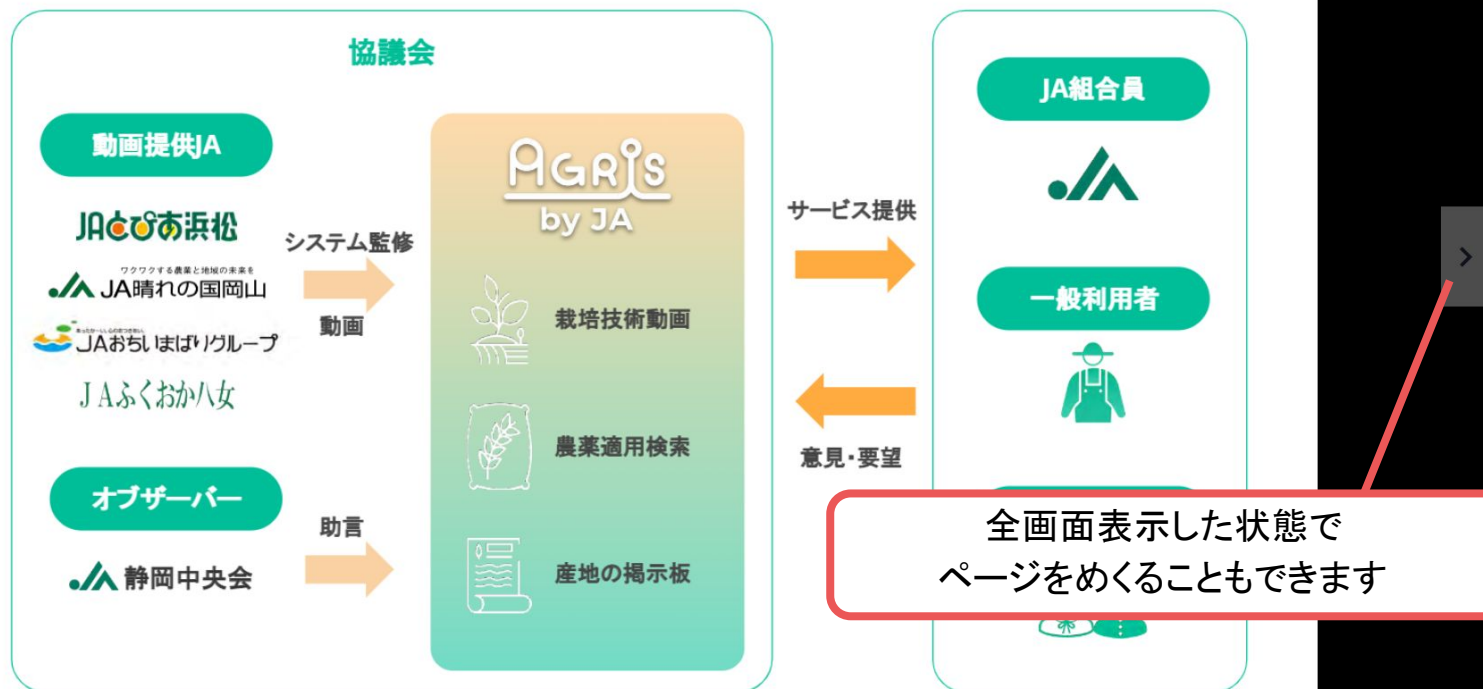 協議会
動画提供JA
JAとぴあ浜松
ワクワクする農業と地域の未来を
JA晴れの国岡山
JAおちいまばりグループ
JAふくおか八女
オブザーバー
JA静岡中央会
システム監修
動画
助言
AGRIS
by JA
栽培技術動画
農薬適用検索
産地の掲示板
サービス提供
意見・要望
JA組合員
JA
一般利用者
全画面表示した状態で
ページをめくることもできます